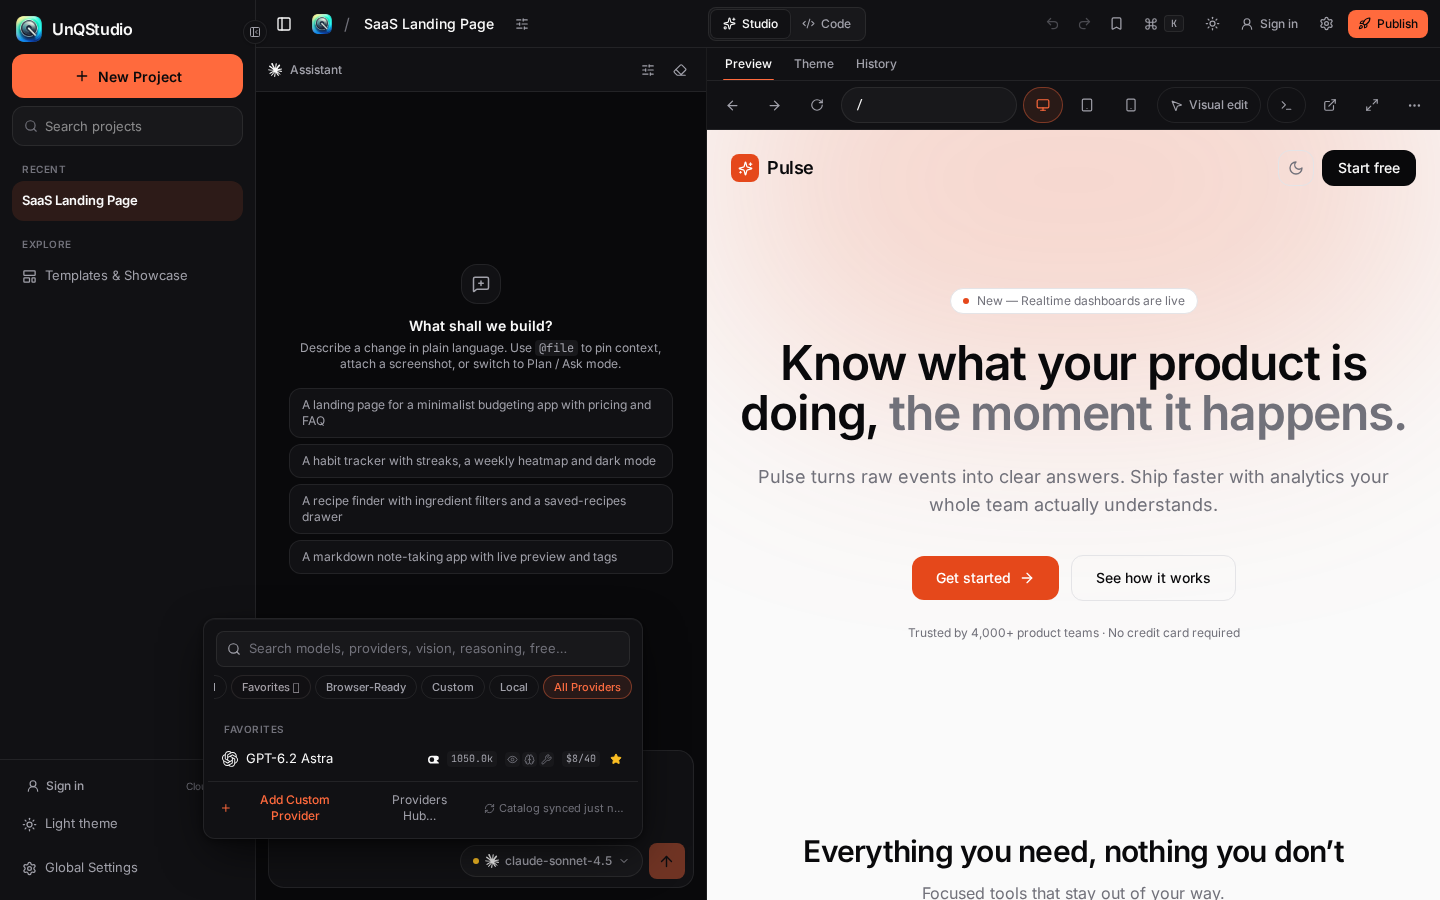 UnQStudio
New Project
Search projects
RECENT
SaaS Landing Page
EXPLORE
Templates & Showcase
Sign in
Light theme
Global Settings
/
SaaS Landing Page
Studio
Code
K
Sign in
Publish
Assistant
What shall we build?
Describe a change in plain language. Use @file to pin context,
attach a screenshot, or switch to Plan / Ask mode.
A landing page for a minimalist budgeting app with pricing and
FAQ
A habit tracker with streaks, a weekly heatmap and dark mode
A recipe finder with ingredient filters and a saved-recipes
drawer
A markdown note-taking app with live preview and tags
Search models, providers, vision, reasoning, free...
Favorites
Browser-Ready
Custom
Local
All Providers
FAVORITES
GPT-6.2 Astra
1050.0k
$8/40
Add Custom
Provider
Providers
Hub...
Catalog synced just n...
claude-sonnet-4.5
Preview
Theme
History
/
Visual edit
Pulse
Start free
New — Realtime dashboards are live
Know what your product is
doing, the moment it happens.
Pulse turns raw events into clear answers. Ship faster with analytics your
whole team actually understands.
Get started
See how it works
Trusted by 4,000+ product teams · No credit card required
Everything you need, nothing you don’t
Focused tools that stay out of your way.